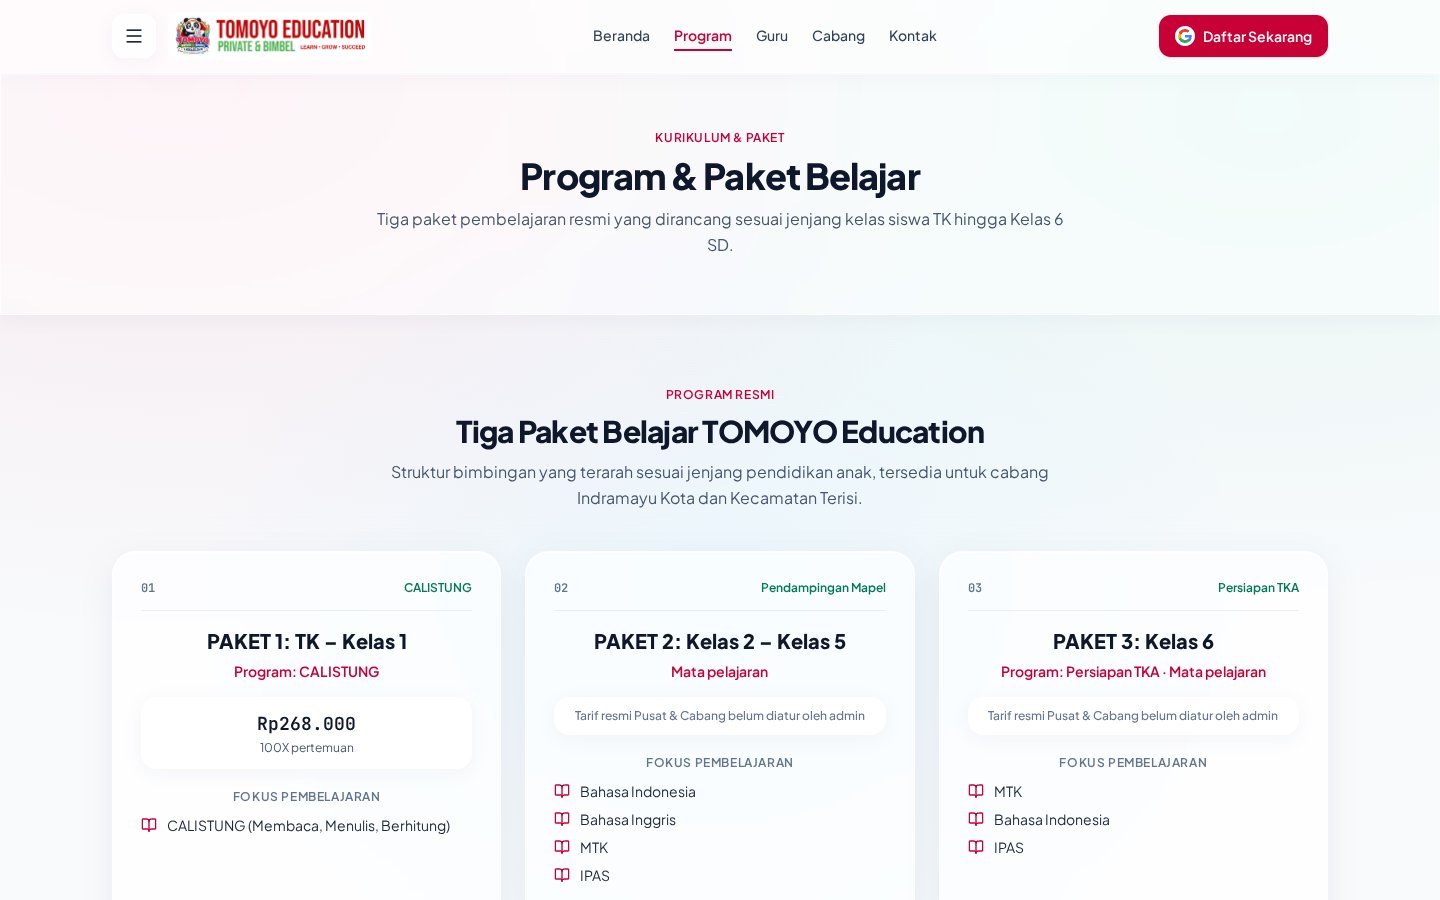 TOMOYO EDUCATION
PRIVATE & BIMBEL LEARN • GROW • SUCCEED
Beranda
Program
Guru
Cabang
Kontak
Daftar Sekarang
KURIKULUM & PAKET
Program & Paket Belajar
Tiga paket pembelajaran resmi yang dirancang sesuai jenjang kelas siswa TK hingga Kelas 6
SD.
PROGRAM RESMI
Tiga Paket Belajar TOMOYO Education
Struktur bimbingan yang terarah sesuai jenjang pendidikan anak, tersedia untuk cabang
Indramayu Kota dan Kecamatan Terisi.
01 CALISTUNG
PAKET 1: TK – Kelas 1
Program: CALISTUNG
Rp268.000
100X pertemuan
FOKUS PEMBELAJARAN
CALISTUNG (Membaca, Menulis, Berhitung)
02 Pendampingan Mapel
PAKET 2: Kelas 2 – Kelas 5
Mata pelajaran
Tarif resmi Pusat & Cabang belum diatur oleh admin
FOKUS PEMBELAJARAN
Bahasa Indonesia
Bahasa Inggris
MTK
IPAS
03 Persiapan TKA
PAKET 3: Kelas 6
Program: Persiapan TKA · Mata pelajaran
Tarif resmi Pusat & Cabang belum diatur oleh admin
FOKUS PEMBELAJARAN
MTK
Bahasa Indonesia
IPAS